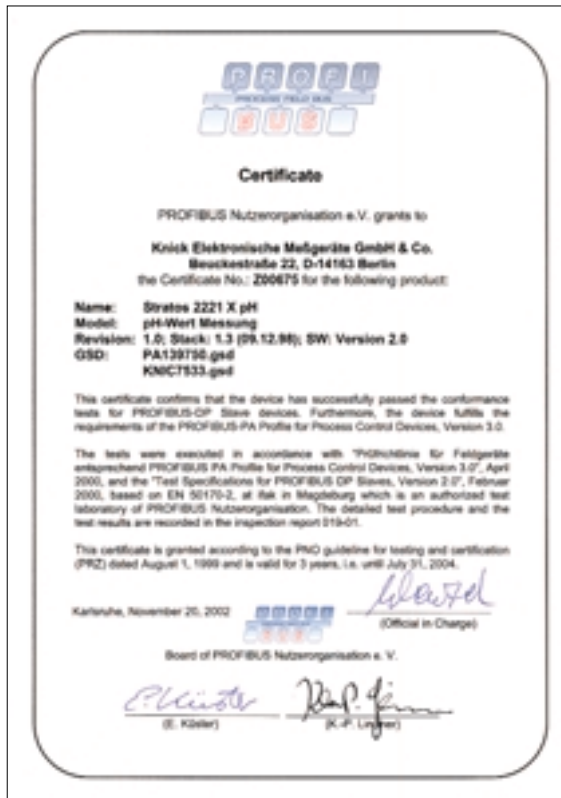 PROFI
PROCESS FIELD BUS
BUS
Certificate
PROFIBUS Nutzerorganisation e.V. grants to
Knick Elektronische Meßgeräte GmbH & Co.
Beuckestraße 22, D-14163 Berlin
the Certificate No.: Z00675 for the following product:
Name: Stratos 2221 X pH
Model: pH-Wert Messung
Revision: 1.0; Stack: 1.3 (09.12.98); SW: Version 2.0
GSD: PA139750.gsd
KNIC7533.gsd
This certificate confirms that the device has successfully passed the conformance
tests for PROFIBUS-DP Slave devices. Furthermore, the device fulfills the
requirements of the PROFIBUS-PA Profile for Process Control Devices, Version 3.0.
The tests were executed in accordance with "Prüfrichtlinie für Feldgeräte
entsprechend PROFIBUS PA Profile for Process Control Devices, Version 3.0", April
2000, and the "Test Specifications for PROFIBUS DP Slaves, Version 2.0", Februar
2000, based on EN 50170-2, at ifak in Magdeburg which is an authorized test
laboratory of PROFIBUS Nutzerorganisation. The detailed test procedure and the
test results are recorded in the inspection report 019-01.
This certificate is granted according to the PNO guideline for testing and certification
(PRZ) dated August 1, 1999 and is valid for 3 years, i.e. until July 31, 2004.
Karlsruhe, November 20, 2002
(Official in Charge)
PROFI
BUS
Board of PROFIBUS Nutzerorganisation e. V.
E. Küster
(E. Küster)
(K.-P. Lindner)